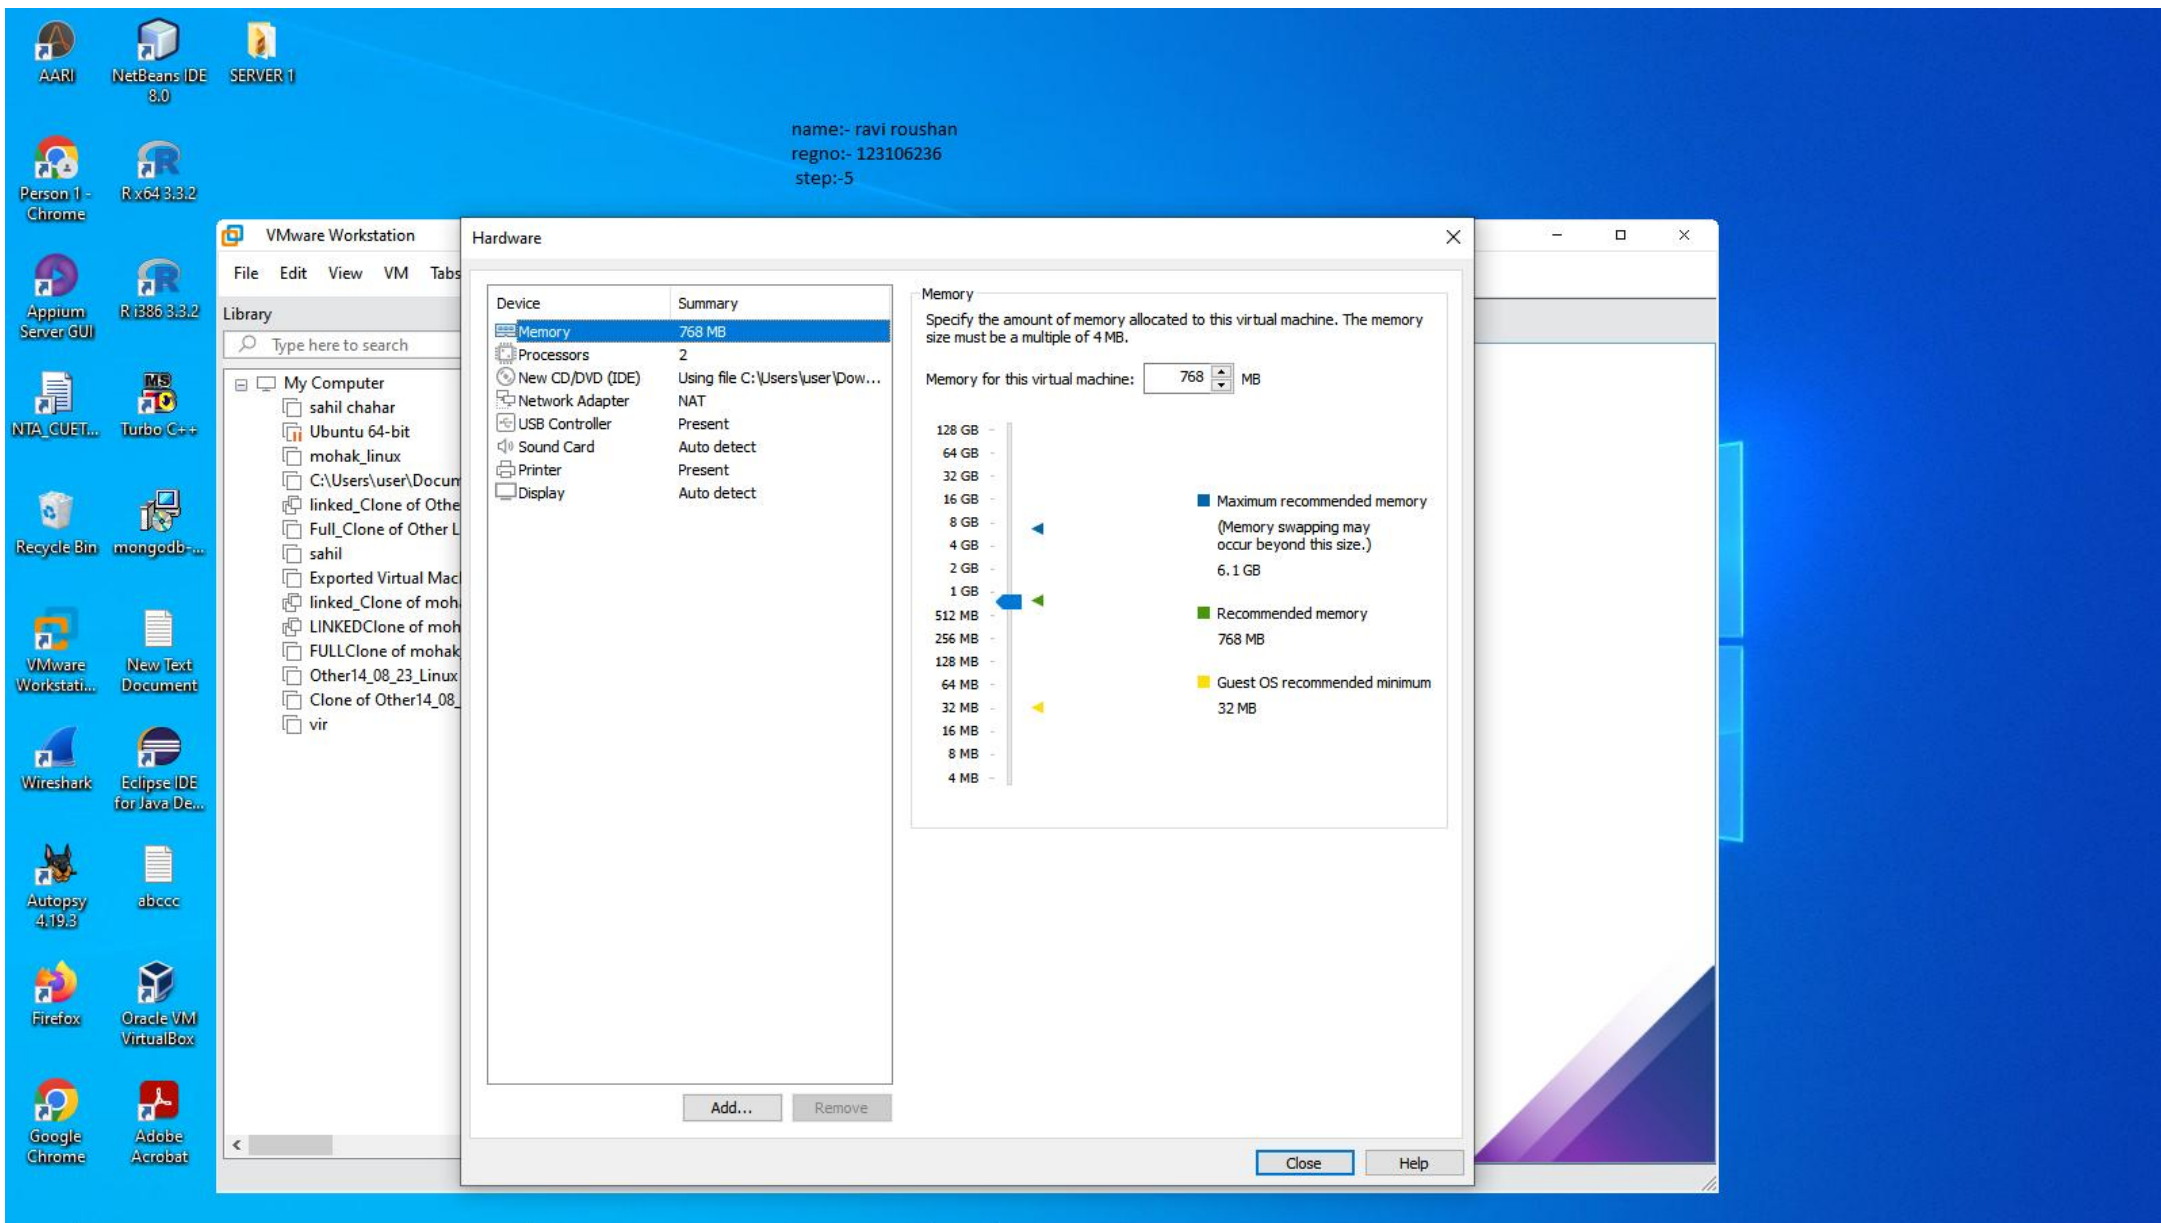 AARI
NetBeans IDE
8.0
SERVER 1
name:- ravi roushan
regno:- 123106236
step:-5
Person 1 -
Chrome
R x64 3.3.2
Appium
Server GUI
R i386 3.3.2
NTA_CUET...
Turbo C++
Recycle Bin
mongodb-...
VMware
Workstati...
New Text
Document
Wireshark
Eclipse IDE
for Java De...
Autopsy
4.19.3
abccc
Firefox
Oracle VM
VirtualBox
Google
Chrome
Adobe
Acrobat
VMware Workstation
File Edit View VM Tabs
Library
Type here to search
My Computer
sahil chahar
Ubuntu 64-bit
mohak_linux
C:\Users\user\Docum
linked_Clone of Othe
Full_Clone of Other L
sahil
Exported Virtual Mac
linked_Clone of moh
LINKEDClone of moh
FULLClone of mohak
Other14_08_23_Linux
Clone of Other14_08_
vir
Hardware
Device Summary
Memory 768 MB
Processors 2
New CD/DVD (IDE) Using file C:\Users\user\Dow...
Network Adapter NAT
USB Controller Present
Sound Card Auto detect
Printer Present
Display Auto detect
Add... Remove
Memory
Specify the amount of memory allocated to this virtual machine. The memory
size must be a multiple of 4 MB.
Memory for this virtual machine: 768 MB
128 GB
64 GB
32 GB
16 GB
8 GB
4 GB
2 GB
1 GB
512 MB
256 MB
128 MB
64 MB
32 MB
16 MB
8 MB
4 MB
Maximum recommended memory
(Memory swapping may
occur beyond this size.)
6.1 GB
Recommended memory
768 MB
Guest OS recommended minimum
32 MB
Close Help